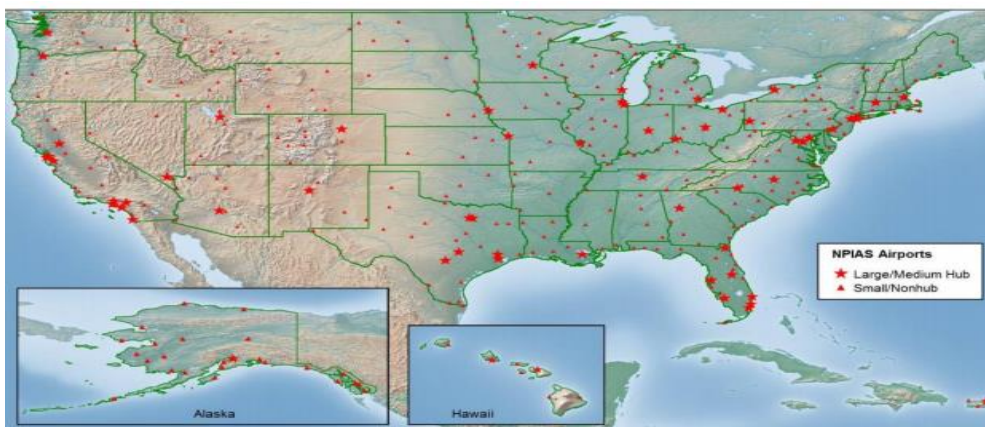 NPIAS Airports
Large/Medium Hub
Small/Nonhub
Alaska
Hawaii